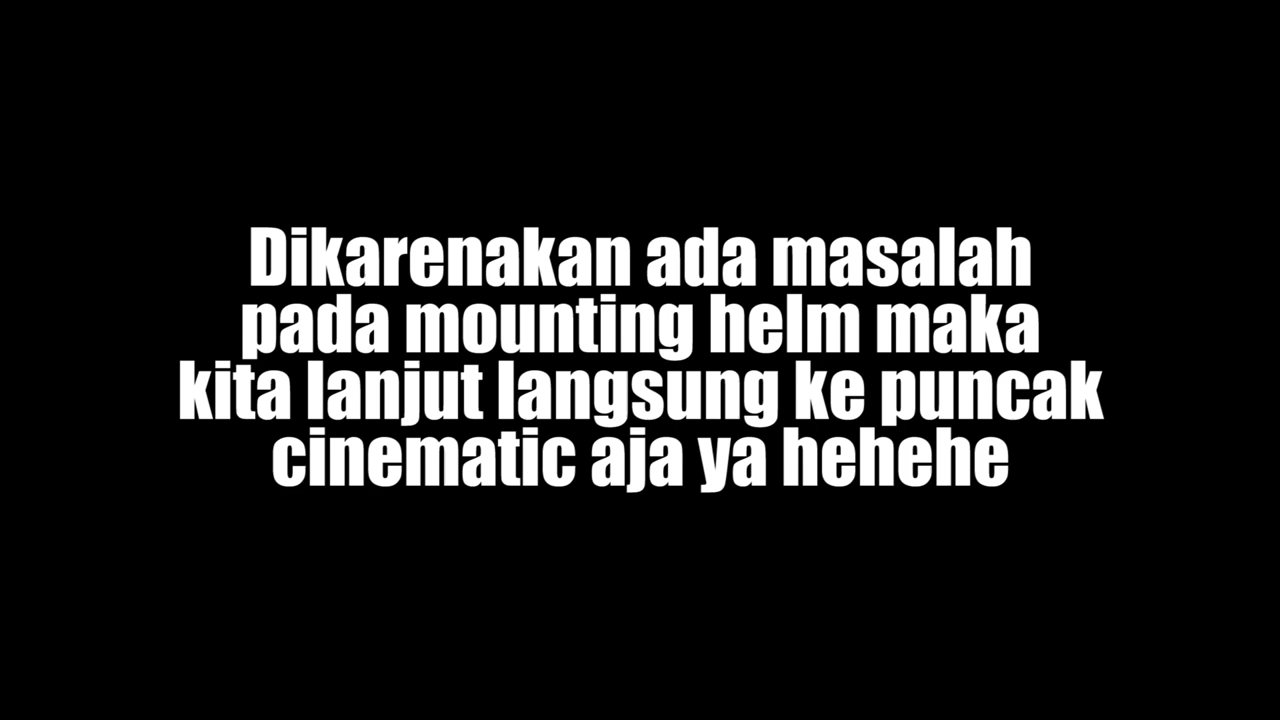 Dikarenakan ada masalah
pada mounting helm maka
kita lanjut langsung ke puncak
cinematic aja ya hehehe